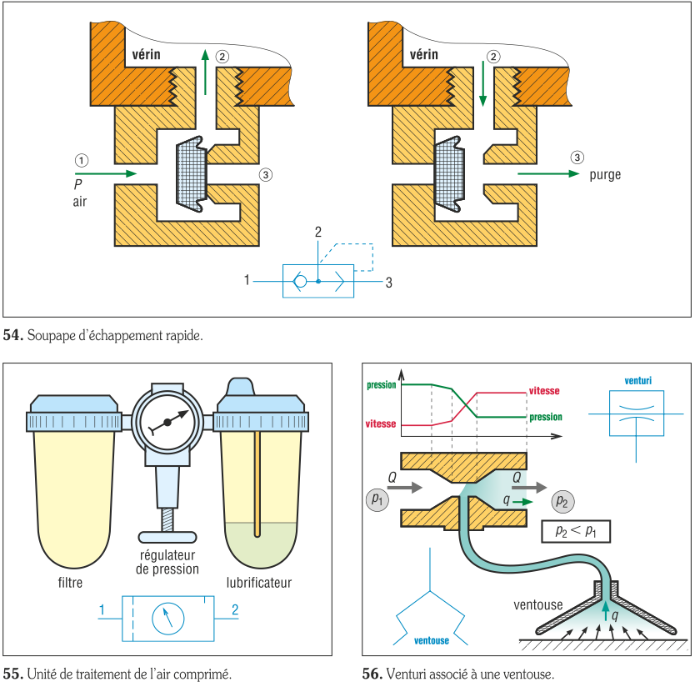 vérin
2
1
P
air
3
vérin
2
3
purge
2
1
3
54. Soupape d'échappement rapide.
filtre
régulateur
de pression
lubrificateur
1
2
55. Unité de traitement de l'air comprimé.
pression
vitesse
vitesse
pression
venturi
Q
p1
Q
q
p2
p2 < p1
ventouse
q
ventouse
56. Venturi associé à une ventouse.